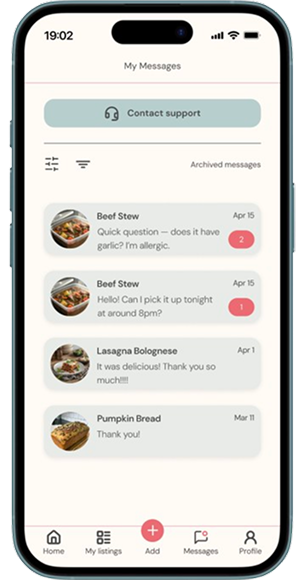 19:02
My Messages
Contact support
Archived messages
Beef Stew Apr 15
Quick question — does it have
garlic? I'm allergic. 2
Beef Stew Apr 15
Hello! Can I pick it up tonight
at around 8pm? 1
Lasagna Bolognese Apr 1
It was delicious! Thank you so
much!!!!
Pumpkin Bread Mar 11
Thank you!
Home My listings Add Messages Profile